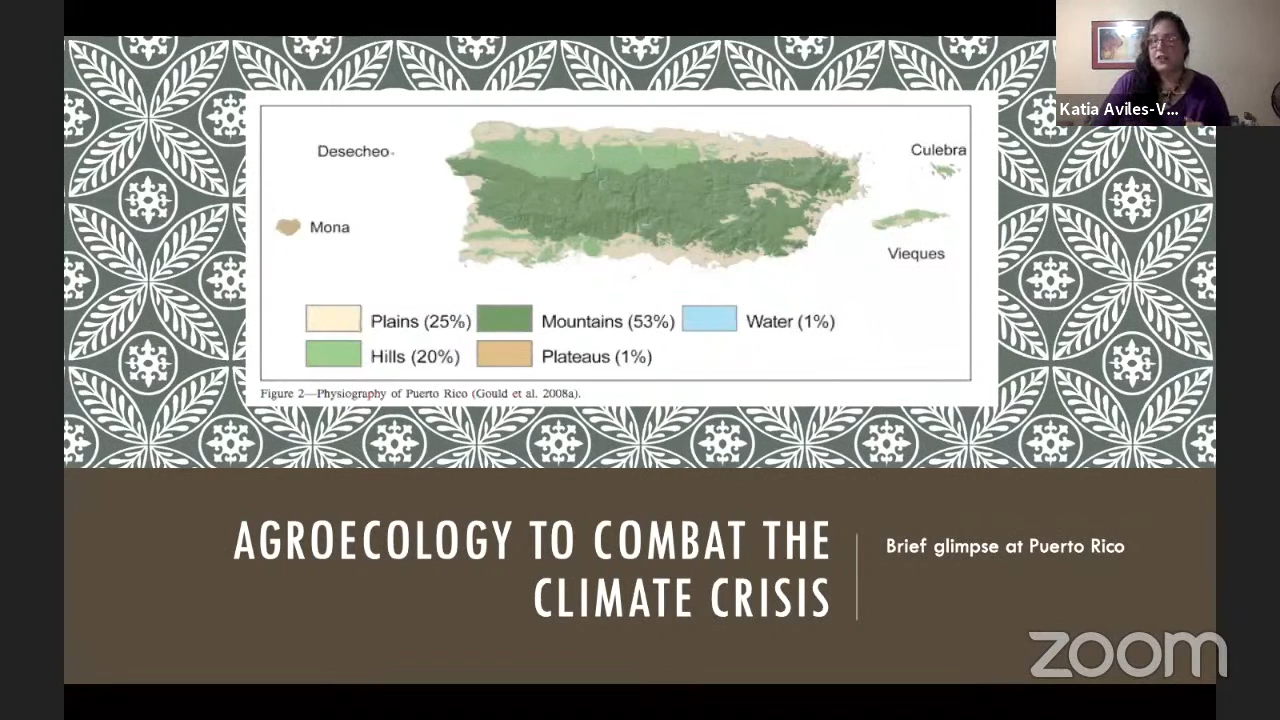 Katia Aviles-V...
Desecheo
Culebra
Mona
Vieques
Plains (25%)
Mountains (53%)
Water (1%)
Hills (20%)
Plateaus (1%)
Figure 2—Physiography of Puerto Rico (Gould et al. 2008a).
AGROECOLOGY TO COMBAT THE
CLIMATE CRISIS
Brief glimpse at Puerto Rico
zoom